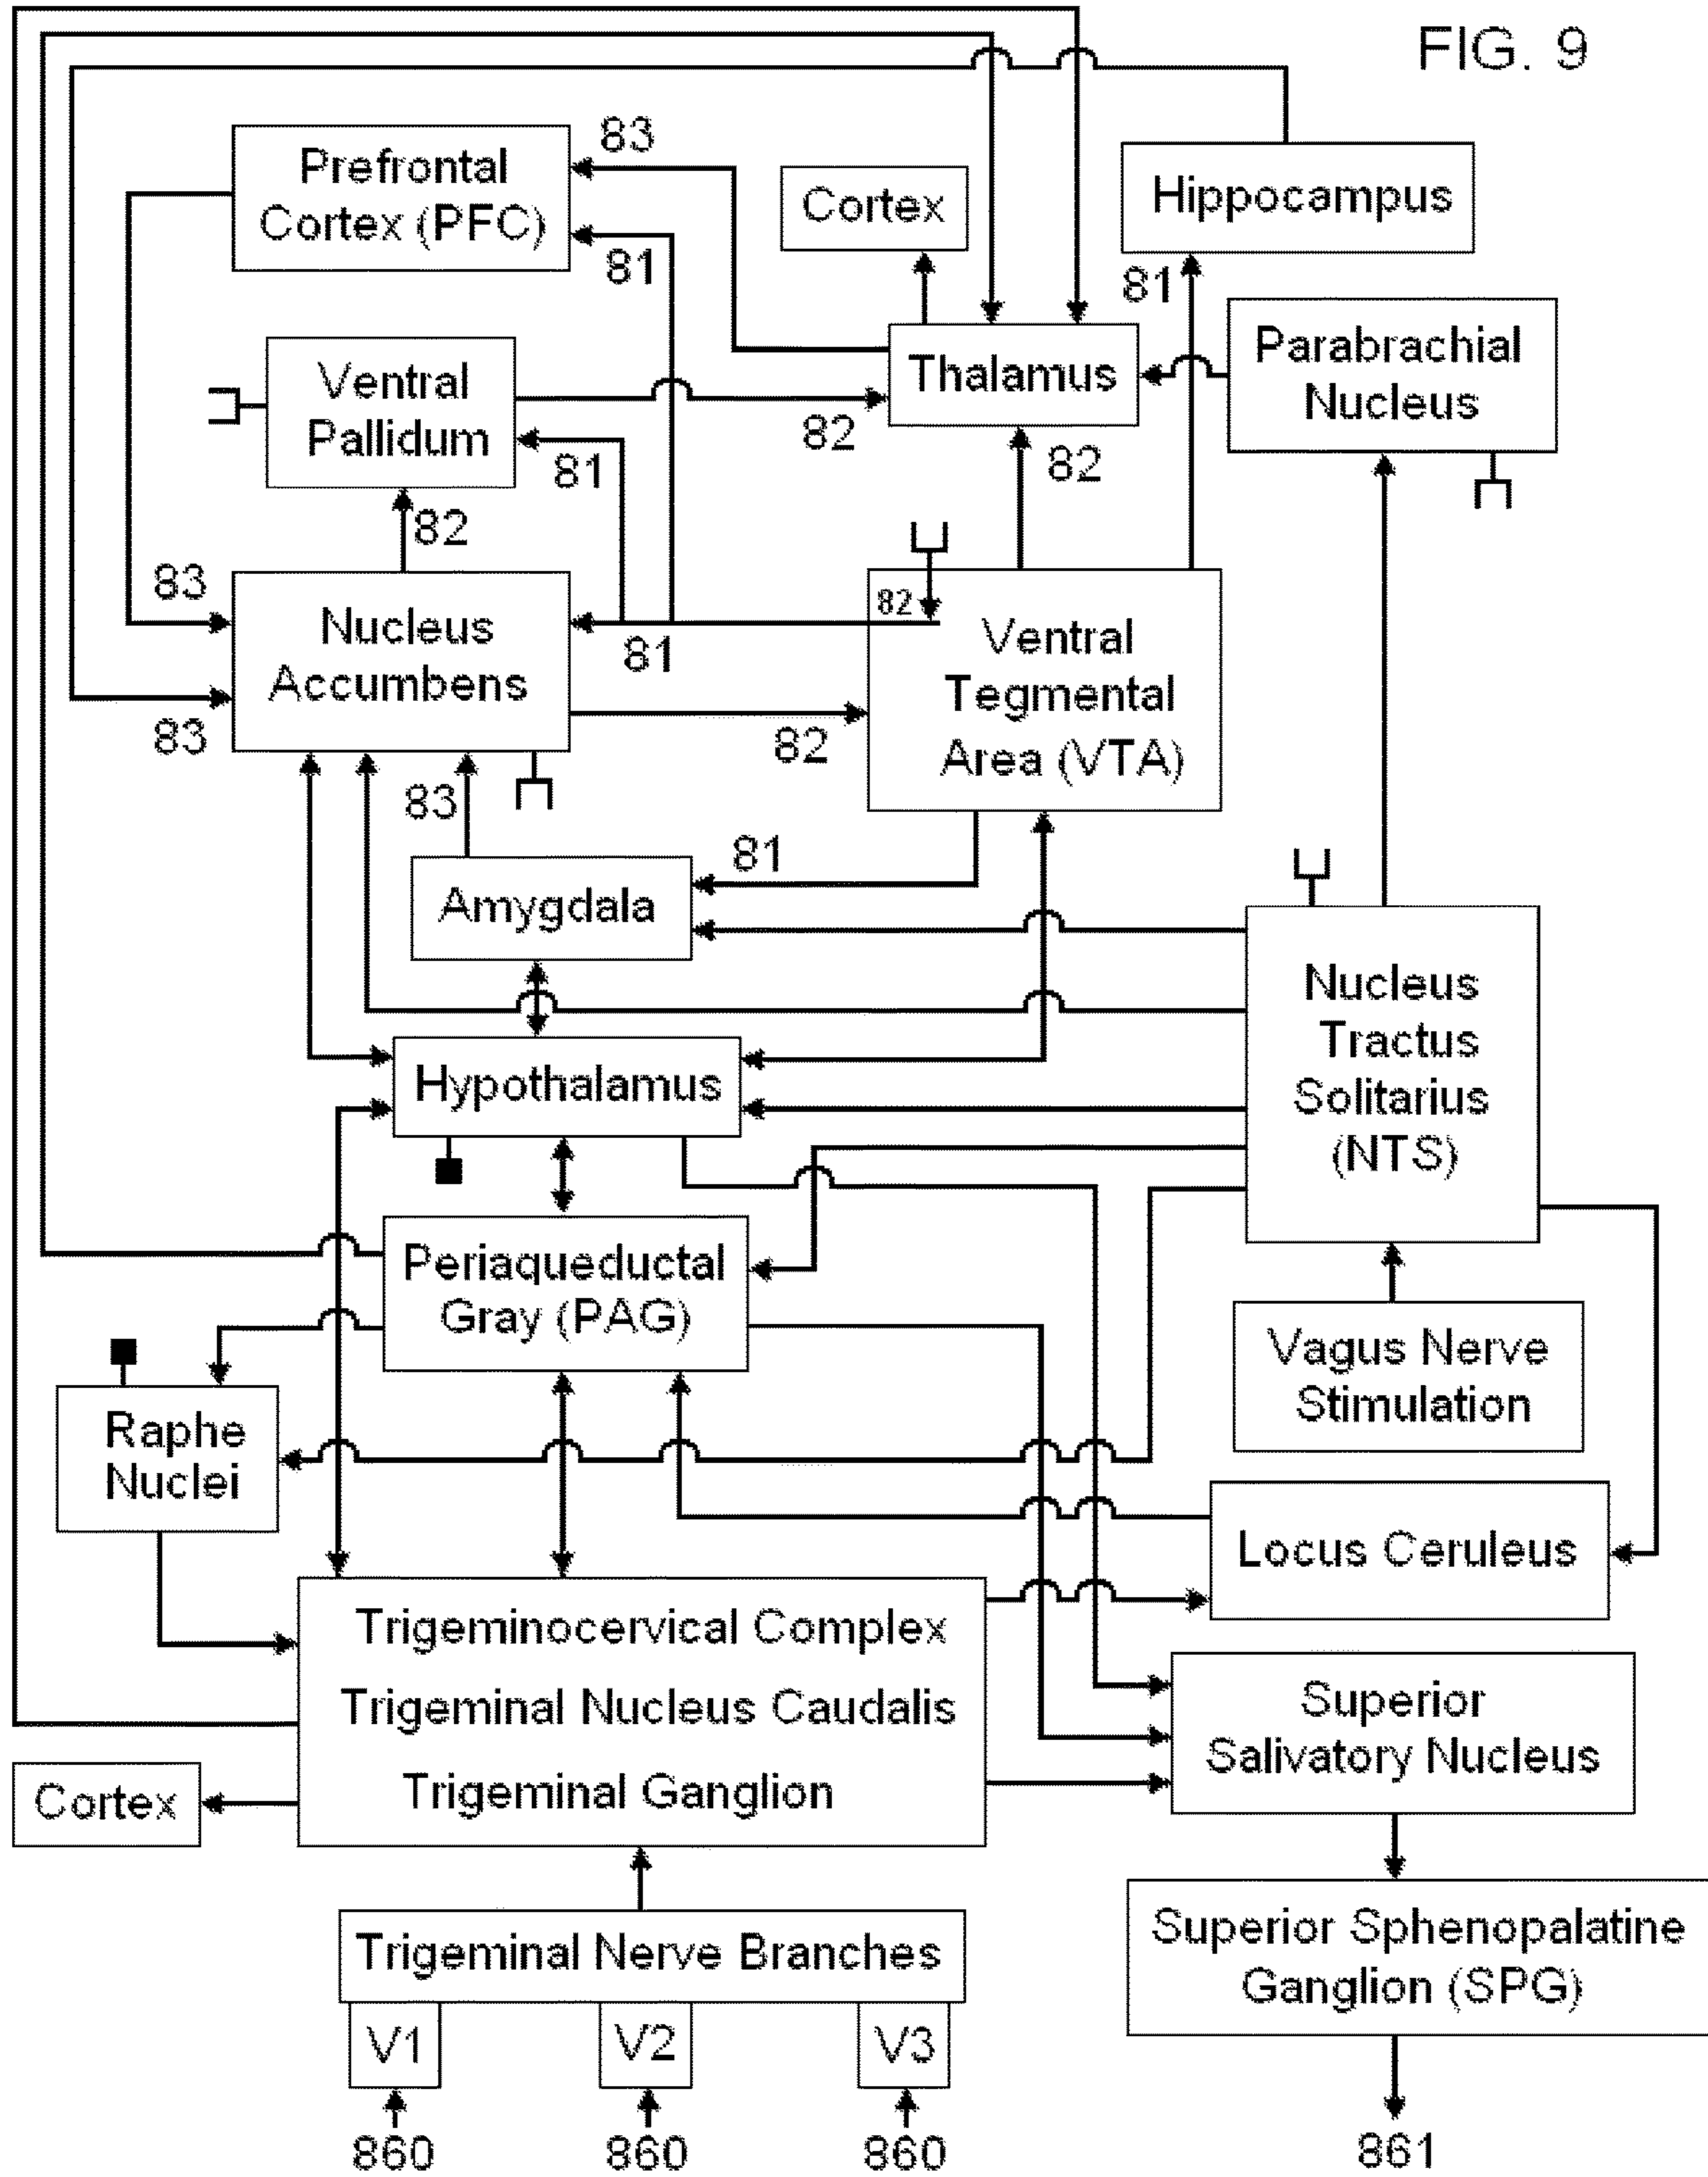 FIG. 9
83
Prefrontal
Cortex (PFC)
Cortex
Hippocampus
81
81
Parabrachial
Nucleus
Thalamus
Ventral
Pallidum
82
82
81
82
83
82
Nucleus
Accumbens
81
Ventral
Tegmental
Area (VTA)
83
82
83
81
Amygdala
Nucleus
Tractus
Solitarius
(NTS)
Hypothalamus
Periaqueductal
Gray (PAG)
Vagus Nerve
Stimulation
Raphe
Nuclei
Locus Ceruleus
Trigeminocervical Complex
Trigeminal Nucleus Caudalis
Trigeminal Ganglion
Superior
Salivatory Nucleus
Cortex
Superior Sphenopalatine
Ganglion (SPG)
Trigeminal Nerve Branches
V1
V2
V3
860
860
860
861